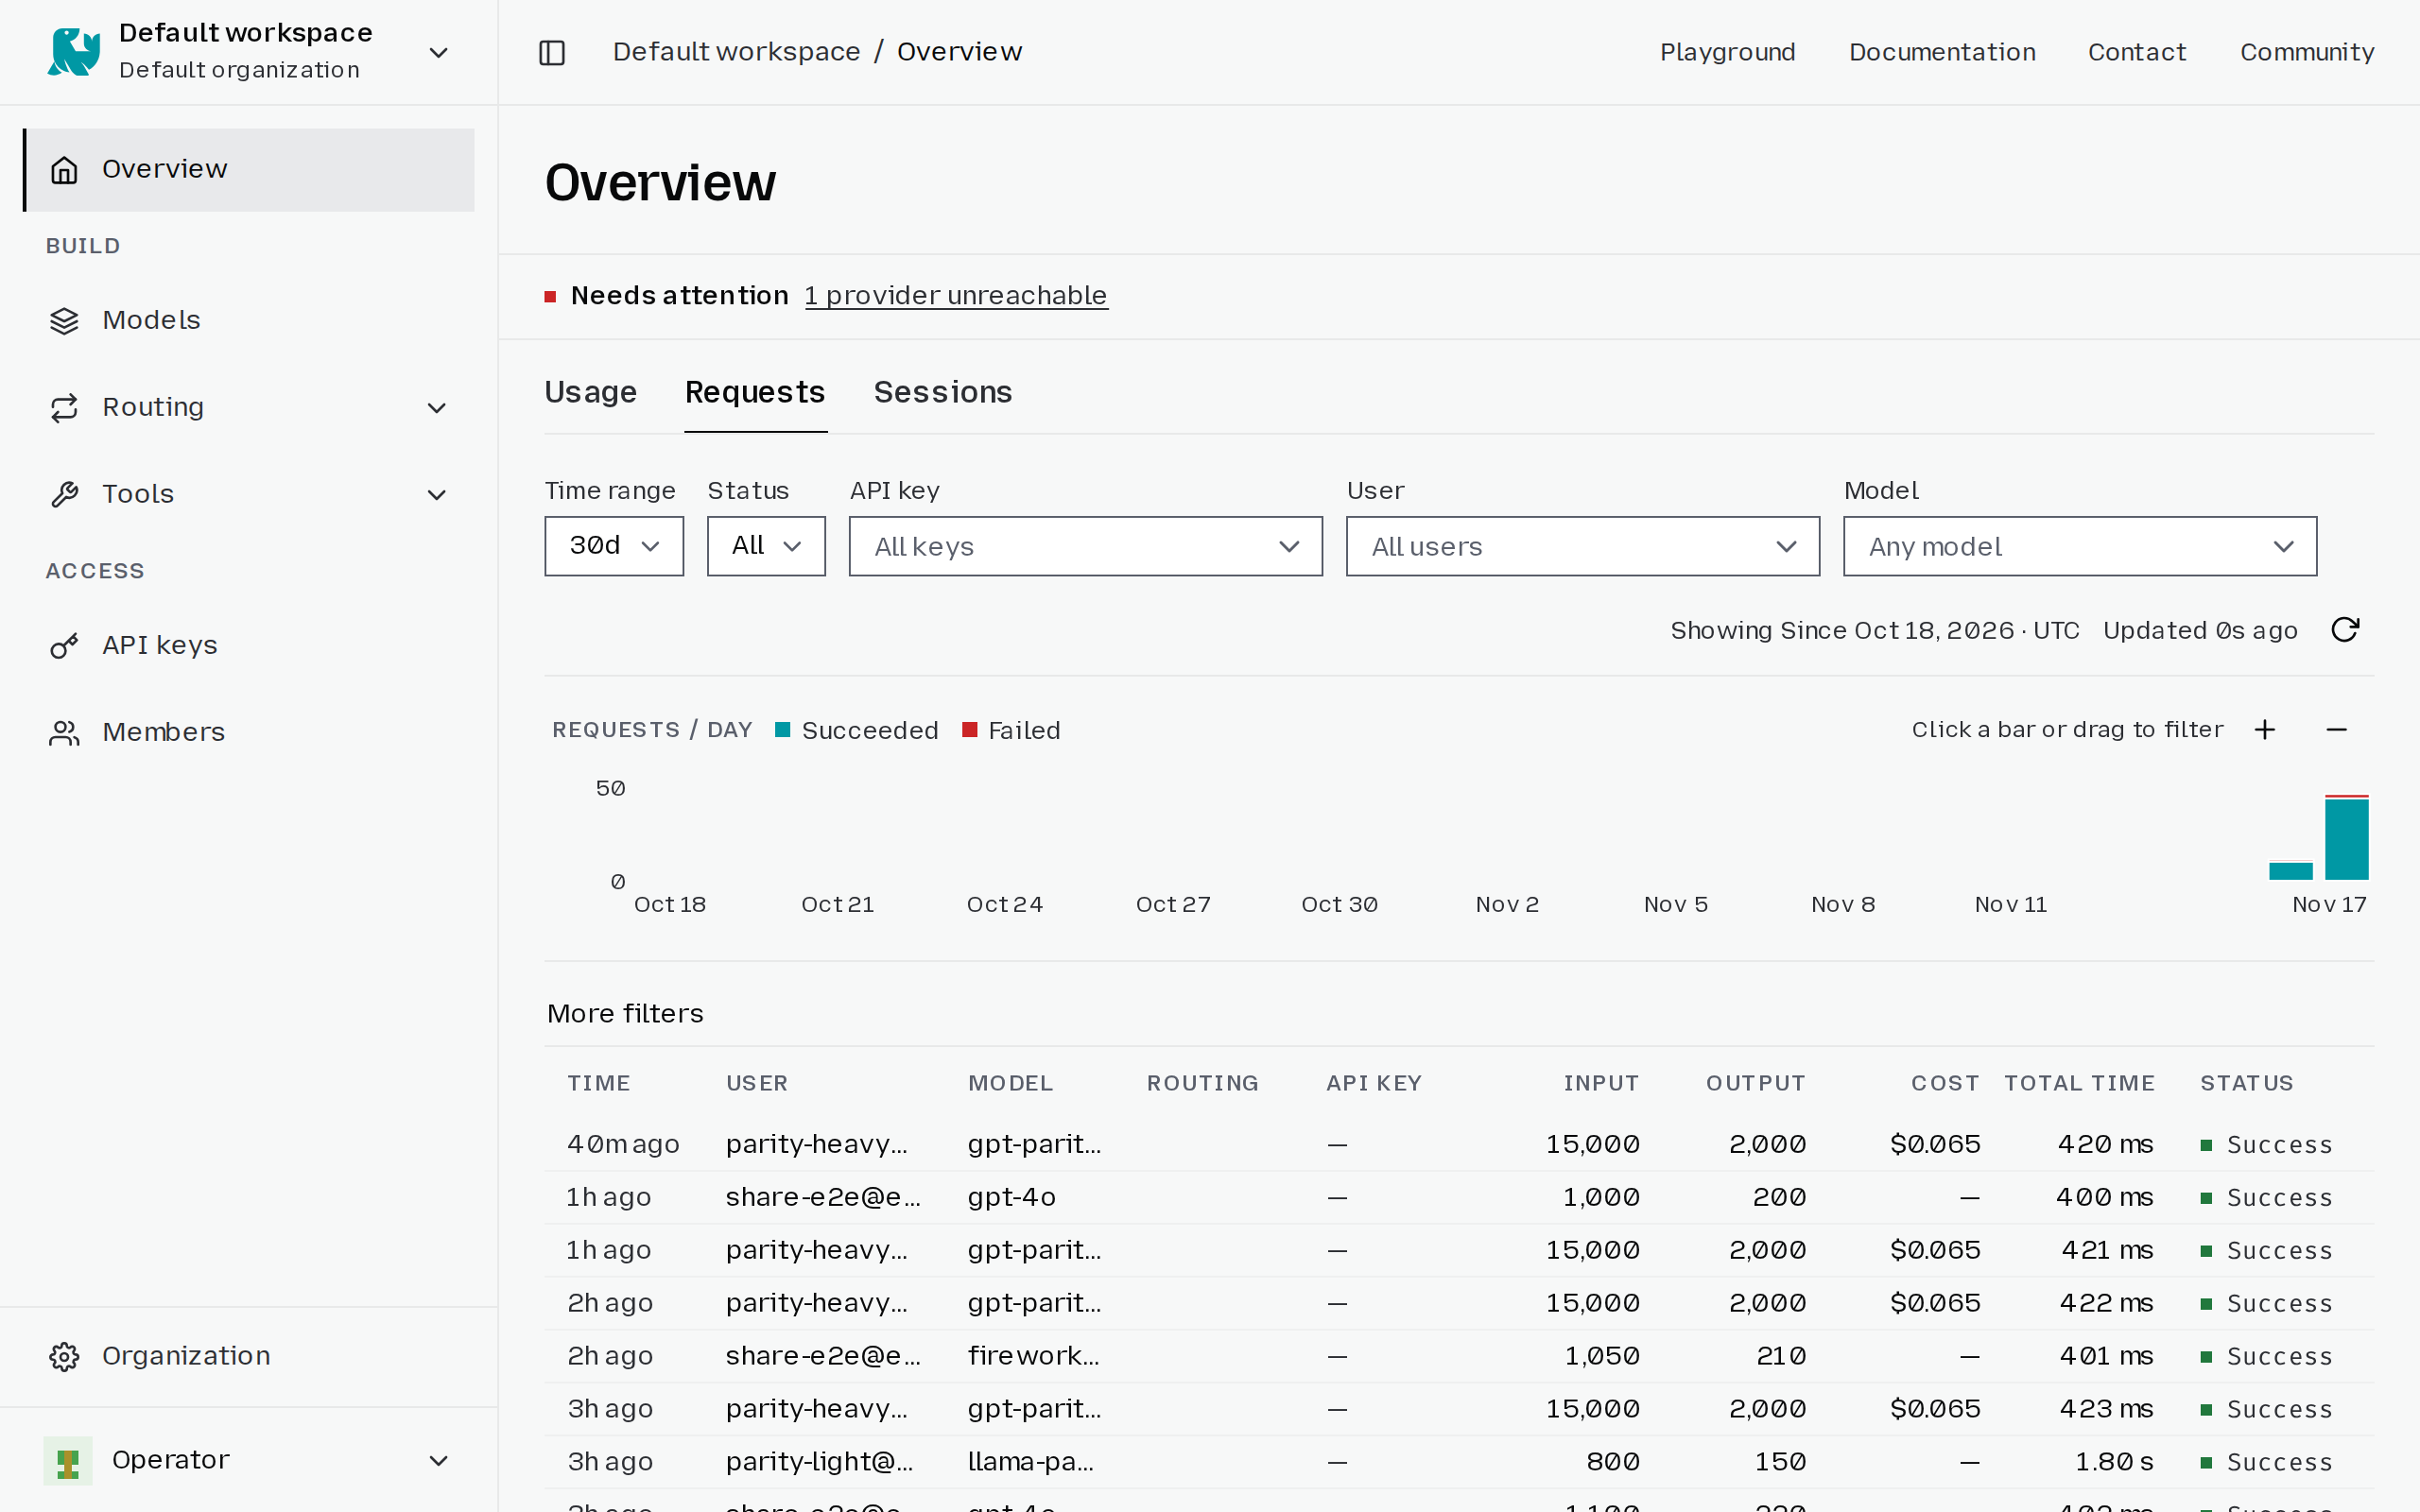 Default workspace
Default organization
Default workspace / Overview
Playground Documentation Contact Community
Overview
BUILD
Models
Routing
Tools
ACCESS
API keys
Members
Organization
Operator
Overview
Needs attention 1 provider unreachable
Usage Requests Sessions
Time range Status API key User Model
30d All All keys All users Any model
Showing Since Oct 18, 2026 · UTC Updated 0s ago
REQUESTS / DAY Succeeded Failed Click a bar or drag to filter
50
0
Oct 18 Oct 21 Oct 24 Oct 27 Oct 30 Nov 2 Nov 5 Nov 8 Nov 11 Nov 17
More filters
TIME USER MODEL ROUTING API KEY INPUT OUTPUT COST TOTAL TIME STATUS
40m ago parity-heavy... gpt-parit... — 15,000 2,000 $0.065 420 ms Success
1h ago share-e2e@e... gpt-4o — 1,000 200 — 400 ms Success
1h ago parity-heavy... gpt-parit... — 15,000 2,000 $0.065 421 ms Success
2h ago parity-heavy... gpt-parit... — 15,000 2,000 $0.065 422 ms Success
2h ago share-e2e@e... firework... — 1,050 210 — 401 ms Success
3h ago parity-heavy... gpt-parit... — 15,000 2,000 $0.065 423 ms Success
3h ago parity-light@... llama-pa... — 800 150 — 1.80 s Success